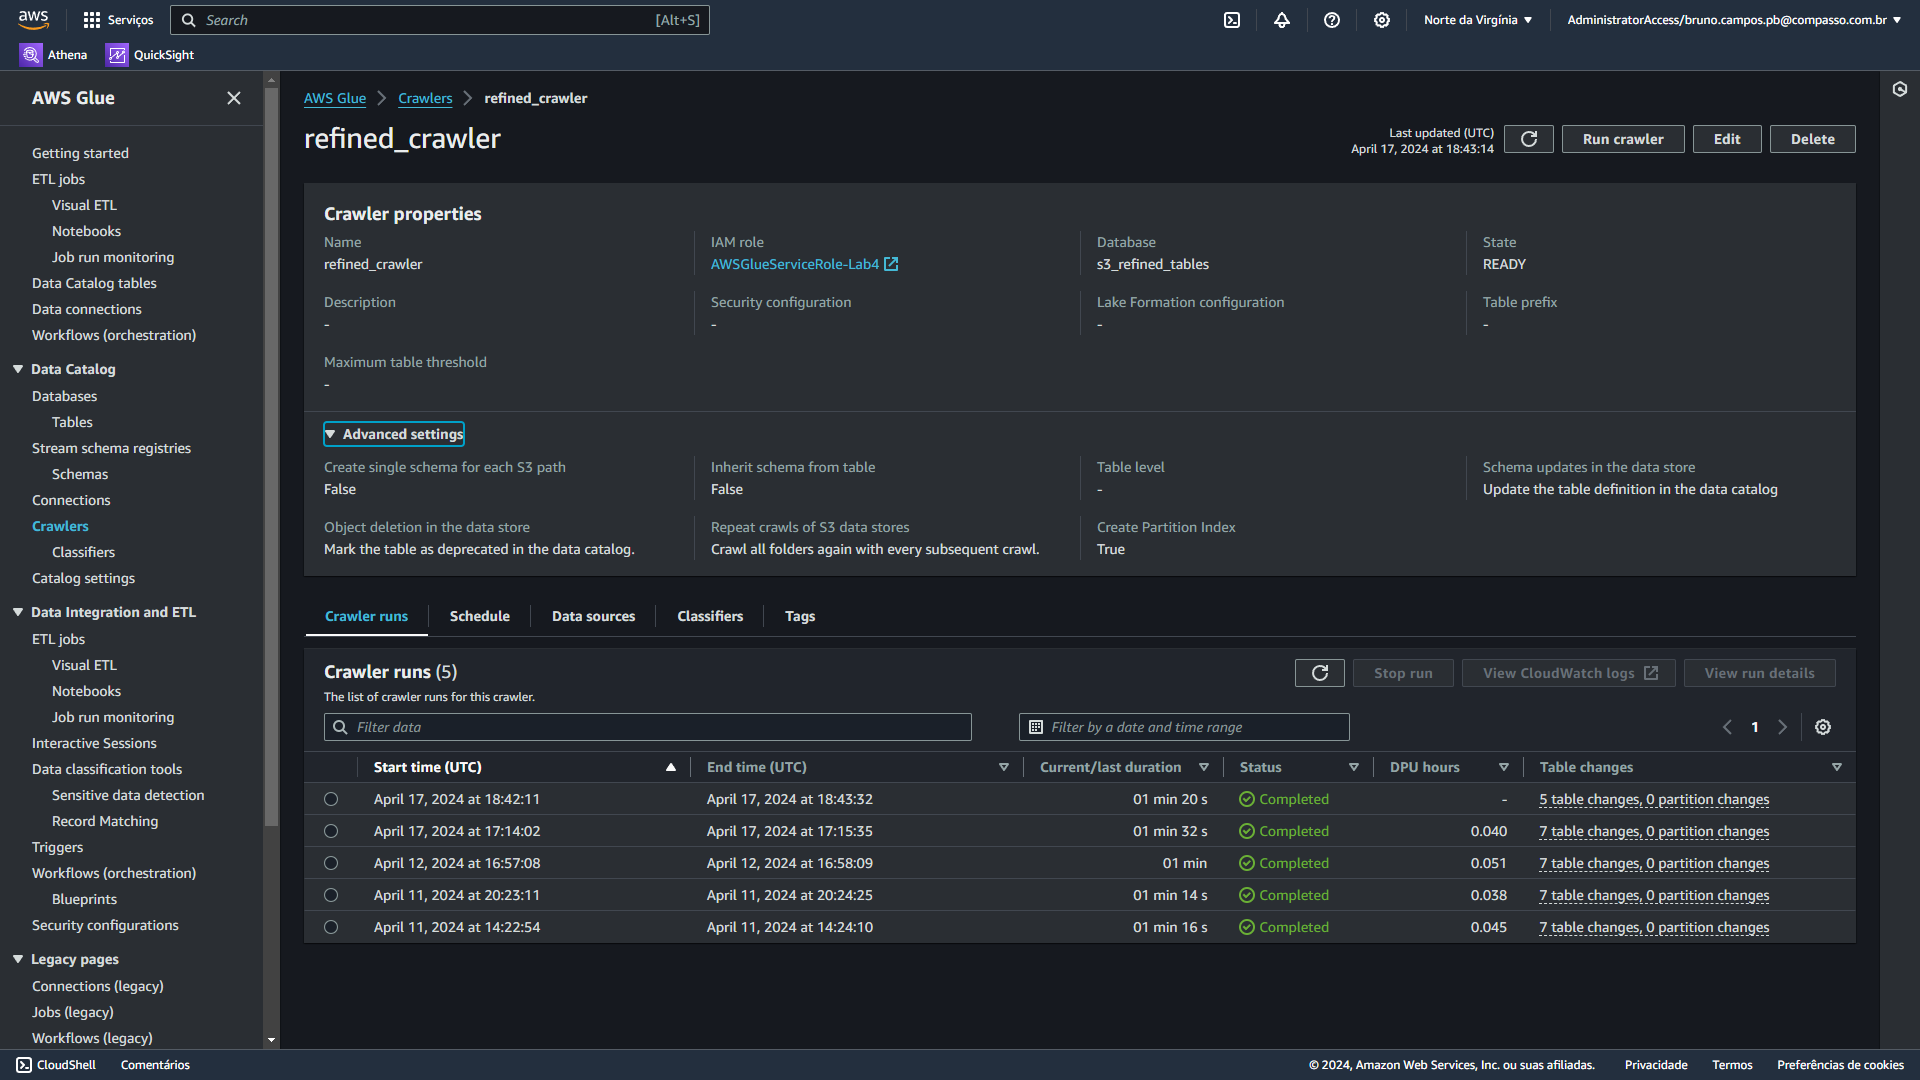 aws
Serviços
Search
[Alt+S]
Norte da Virgínia
AdministratorAccess/bruno.campos.pb@compasso.com.br
Athena
QuickSight
AWS Glue
Getting started
ETL jobs
Visual ETL
Notebooks
Job run monitoring
Data Catalog tables
Data connections
Workflows (orchestration)
Data Catalog
Databases
Tables
Stream schema registries
Schemas
Connections
Crawlers
Classifiers
Catalog settings
Data Integration and ETL
ETL jobs
Visual ETL
Notebooks
Job run monitoring
Interactive Sessions
Data classification tools
Sensitive data detection
Record Matching
Triggers
Workflows (orchestration)
Blueprints
Security configurations
Legacy pages
Connections (legacy)
Jobs (legacy)
Workflows (legacy)
AWS Glue
Crawlers
refined_crawler
refined_crawler
Last updated (UTC)
April 17, 2024 at 18:43:14
Run crawler
Edit
Delete
Crawler properties
Name
refined_crawler
IAM role
AWSGlueServiceRole-Lab4
Database
s3_refined_tables
State
READY
Description
-
Security configuration
-
Lake Formation configuration
-
Table prefix
-
Maximum table threshold
-
Advanced settings
Create single schema for each S3 path
False
Inherit schema from table
False
Table level
-
Schema updates in the data store
Update the table definition in the data catalog
Object deletion in the data store
Mark the table as deprecated in the data catalog.
Repeat crawls of S3 data stores
Crawl all folders again with every subsequent crawl.
Create Partition Index
True
Crawler runs
Schedule
Data sources
Classifiers
Tags
Crawler runs (5)
The list of crawler runs for this crawler.
Stop run
View CloudWatch logs
View run details
Filter data
Filter by a date and time range
1
Start time (UTC) End time (UTC) Current/last duration Status DPU hours Table changes
April 17, 2024 at 18:42:11 April 17, 2024 at 18:43:32 01 min 20 s Completed - 5 table changes, 0 partition changes
April 17, 2024 at 17:14:02 April 17, 2024 at 17:15:35 01 min 32 s Completed 0.040 7 table changes, 0 partition changes
April 12, 2024 at 16:57:08 April 12, 2024 at 16:58:09 01 min Completed 0.051 7 table changes, 0 partition changes
April 11, 2024 at 20:23:11 April 11, 2024 at 20:24:25 01 min 14 s Completed 0.038 7 table changes, 0 partition changes
April 11, 2024 at 14:22:54 April 11, 2024 at 14:24:10 01 min 16 s Completed 0.045 7 table changes, 0 partition changes
CloudShell
Comentários
© 2024, Amazon Web Services, Inc. ou suas afiliadas.
Privacidade
Termos
Preferências de cookies